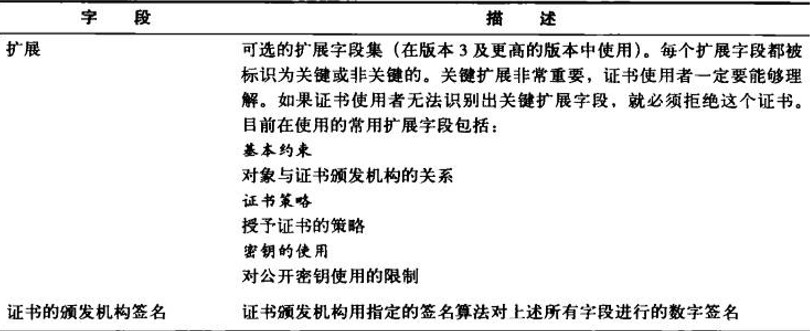 字 段 描 述
扩展 可选的扩展字段集（在版本 3 及更高的版本中使用）。每个扩展字段都被
标识为关键或非关键的。关键扩展非常重要，证书使用者一定要能够理
解。如果证书使用者无法识别出关键扩展字段，就必须拒绝这个证书。
目前在使用的常用扩展字段包括：
基本约束
对象与证书颁发机构的关系
证书策略
授予证书的策略
密钥的使用
对公开密钥使用的限制
证书的颁发机构签名 证书颁发机构用指定的签名算法对上述所有字段进行的数字签名